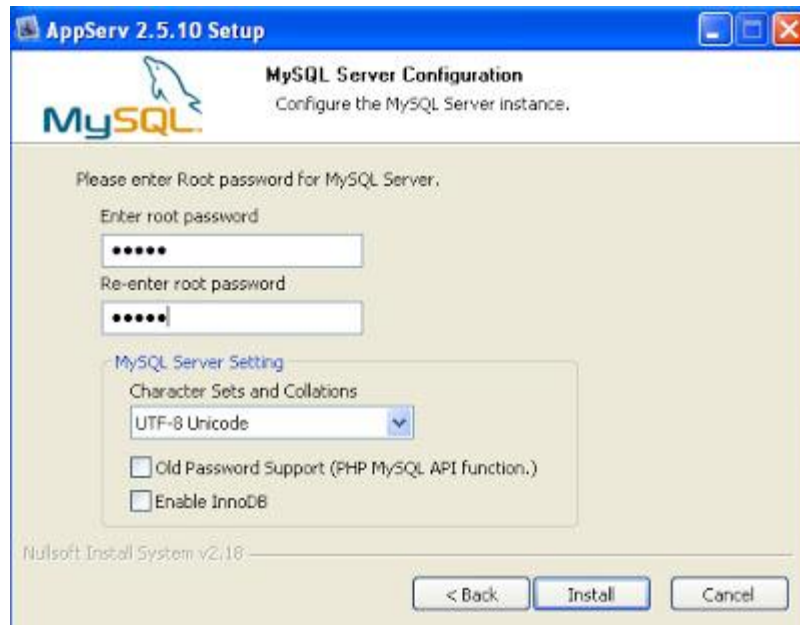 AppServ 2.5.10 Setup
MySQL
MySQL Server Configuration
Configure the MySQL Server instance.
Please enter Root password for MySQL Server.
Enter root password
•••••
Re-enter root password
•••••
MySQL Server Setting
Character Sets and Collations
UTF-8 Unicode
Old Password Support (PHP MySQL API function.)
Enable InnoDB
Nullsoft Install System v2.18
< Back Install Cancel